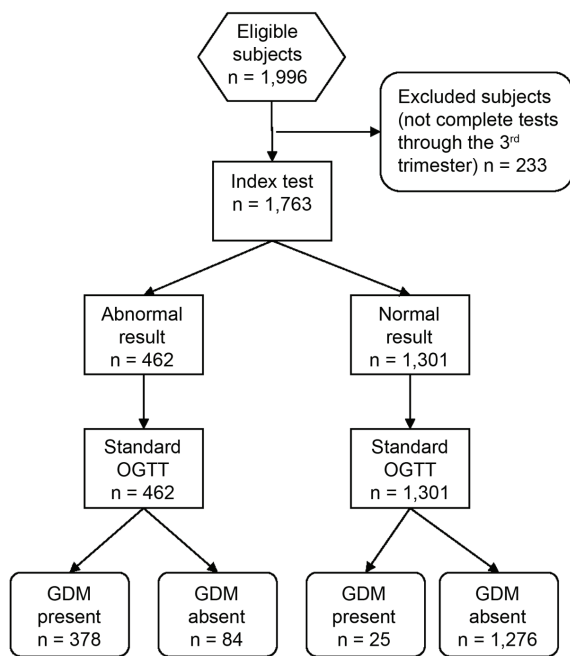 Eligible
subjects
n = 1,996
Excluded subjects
(not complete tests
through the 3rd
trimester) n = 233
Index test
n = 1,763
Abnormal
result
n = 462
Normal
result
n = 1,301
Standard
OGTT
n = 462
Standard
OGTT
n = 1,301
GDM
present
n = 378
GDM
absent
n = 84
GDM
present
n = 25
GDM
absent
n = 1,276